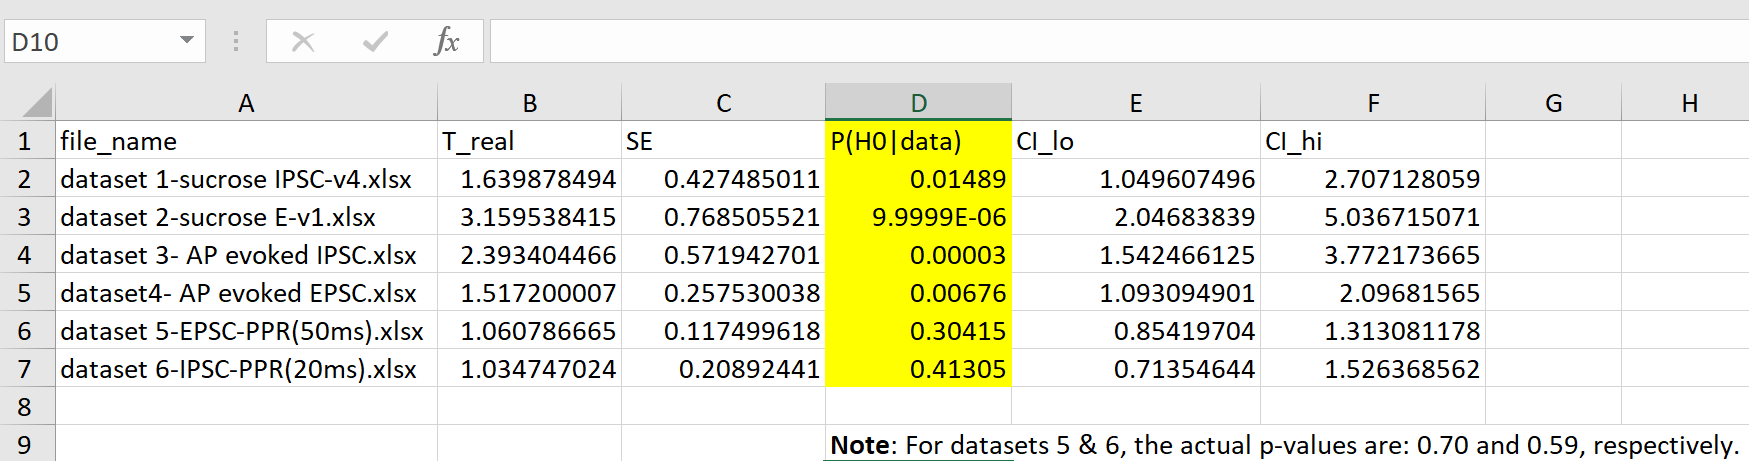 D10 fx
A B C D E F G H
1 file_name T_real SE P(H0|data) CI_lo CI_hi
2 dataset 1-sucrose IPSC-v4.xlsx 1.639878494 0.427485011 0.01489 1.049607496 2.707128059
3 dataset 2-sucrose E-v1.xlsx 3.159538415 0.768505521 9.9999E-06 2.04683839 5.036715071
4 dataset 3- AP evoked IPSC.xlsx 2.393404466 0.571942701 0.00003 1.542466125 3.772173665
5 dataset4- AP evoked EPSC.xlsx 1.517200007 0.257530038 0.00676 1.093094901 2.09681565
6 dataset 5-EPSC-PPR(50ms).xlsx 1.060786665 0.117499618 0.30415 0.85419704 1.313081178
7 dataset 6-IPSC-PPR(20ms).xlsx 1.034747024 0.20892441 0.41305 0.71354644 1.526368562
8
9 Note: For datasets 5 & 6, the actual p-values are: 0.70 and 0.59, respectively.